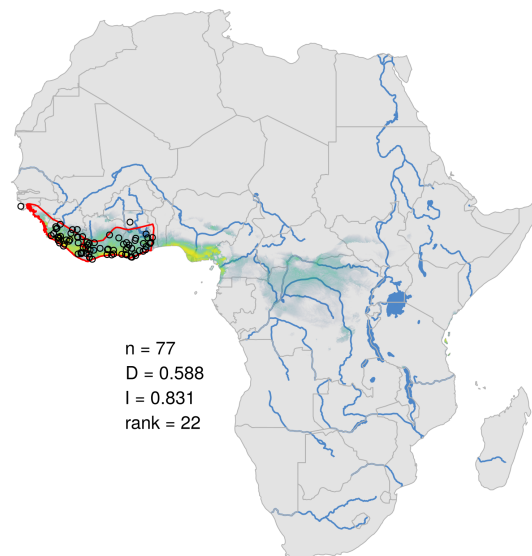 n = 77
D = 0.588
I = 0.831
rank = 22